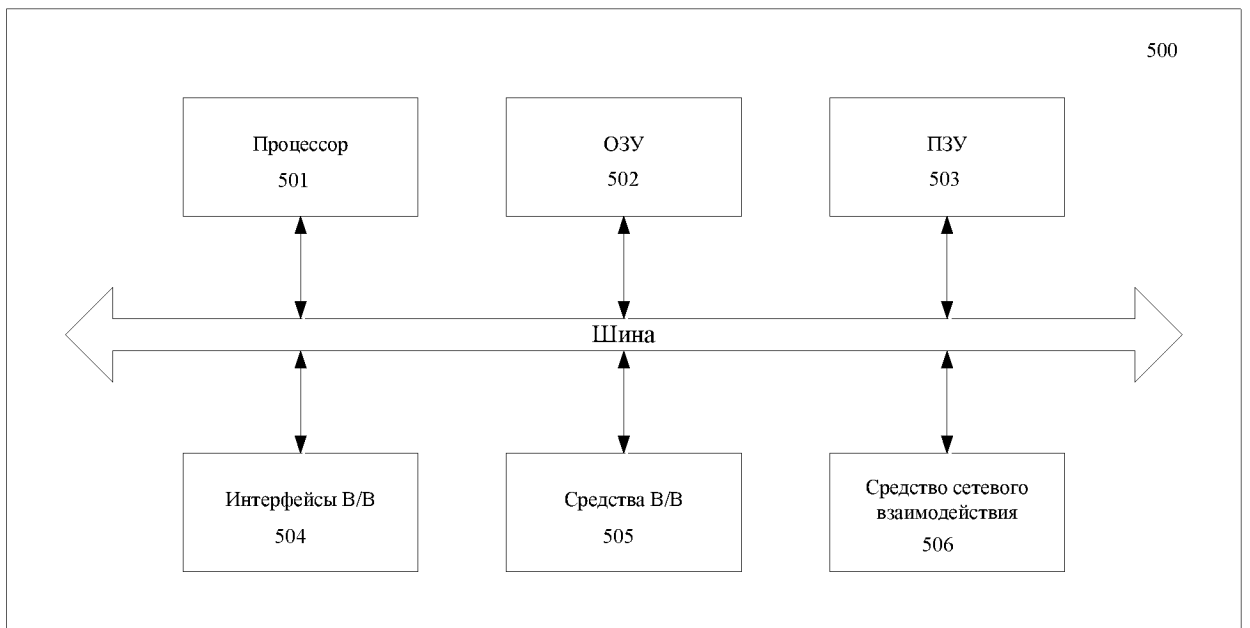 500
Процессор
501
ОЗУ
502
ПЗУ
503
Шина
Интерфейсы В/В
504
Средства В/В
505
Средство сетевого
взаимодействия
506